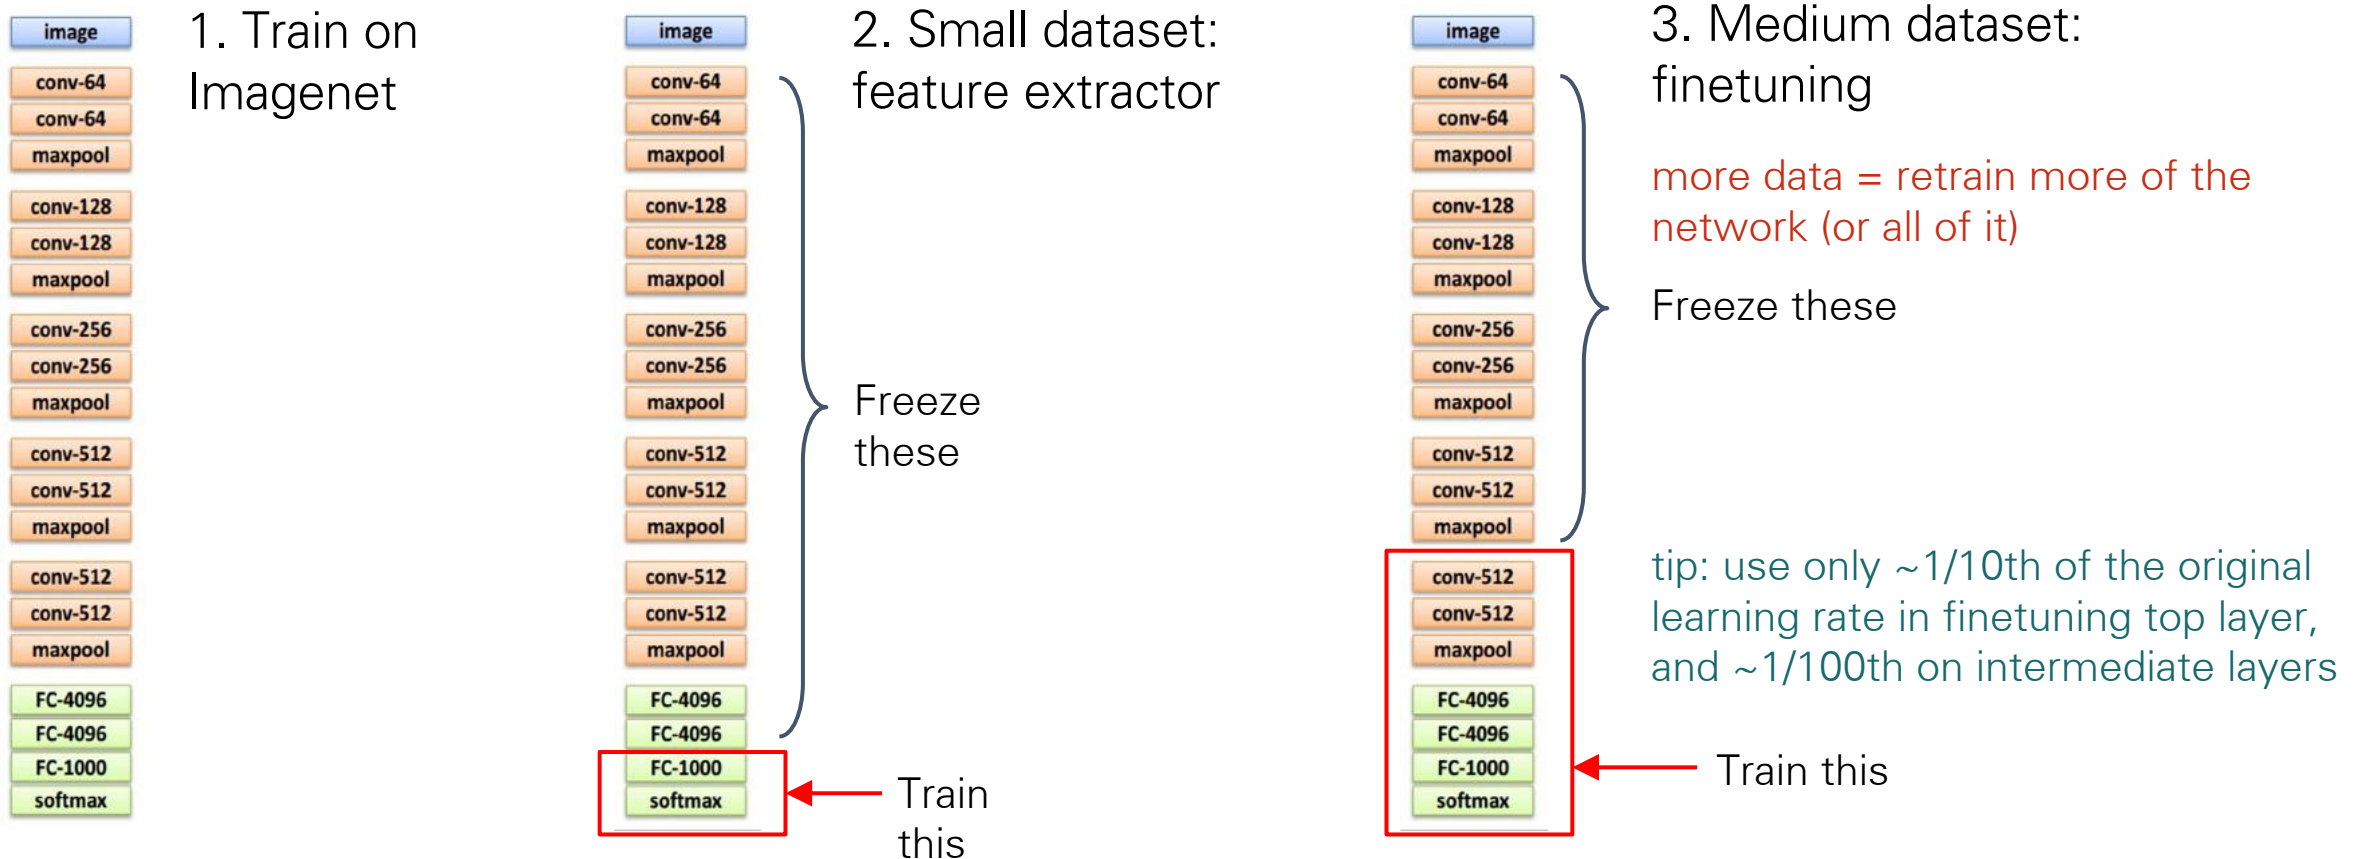 image
conv-64
conv-64
maxpool
conv-128
conv-128
maxpool
conv-256
conv-256
maxpool
conv-512
conv-512
maxpool
conv-512
conv-512
maxpool
FC-4096
FC-4096
FC-1000
softmax
1. Train on
Imagenet
image
conv-64
conv-64
maxpool
conv-128
conv-128
maxpool
conv-256
conv-256
maxpool
conv-512
conv-512
maxpool
conv-512
conv-512
maxpool
FC-4096
FC-4096
FC-1000
softmax
2. Small dataset:
feature extractor
Freeze
these
Train
this
image
conv-64
conv-64
maxpool
conv-128
conv-128
maxpool
conv-256
conv-256
maxpool
conv-512
conv-512
maxpool
conv-512
conv-512
maxpool
FC-4096
FC-4096
FC-1000
softmax
3. Medium dataset:
finetuning
more data = retrain more of the
network (or all of it)
Freeze these
tip: use only ~1/10th of the original
learning rate in finetuning top layer,
and ~1/100th on intermediate layers
Train this